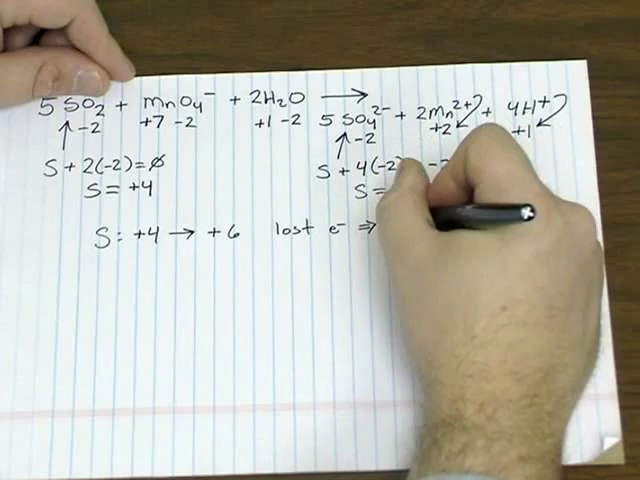 5 SO₂ + MnO₄⁻ + 2H₂O → 5 SO₄²⁻ + 2Mn²⁺ + 4H⁺
-2 +7 -2 +1 -2 -2 +2 +1
S + 2(-2) = 0 S + 4(-2)
S = +4 S =
S: +4 → +6 lost e⁻ ⇒